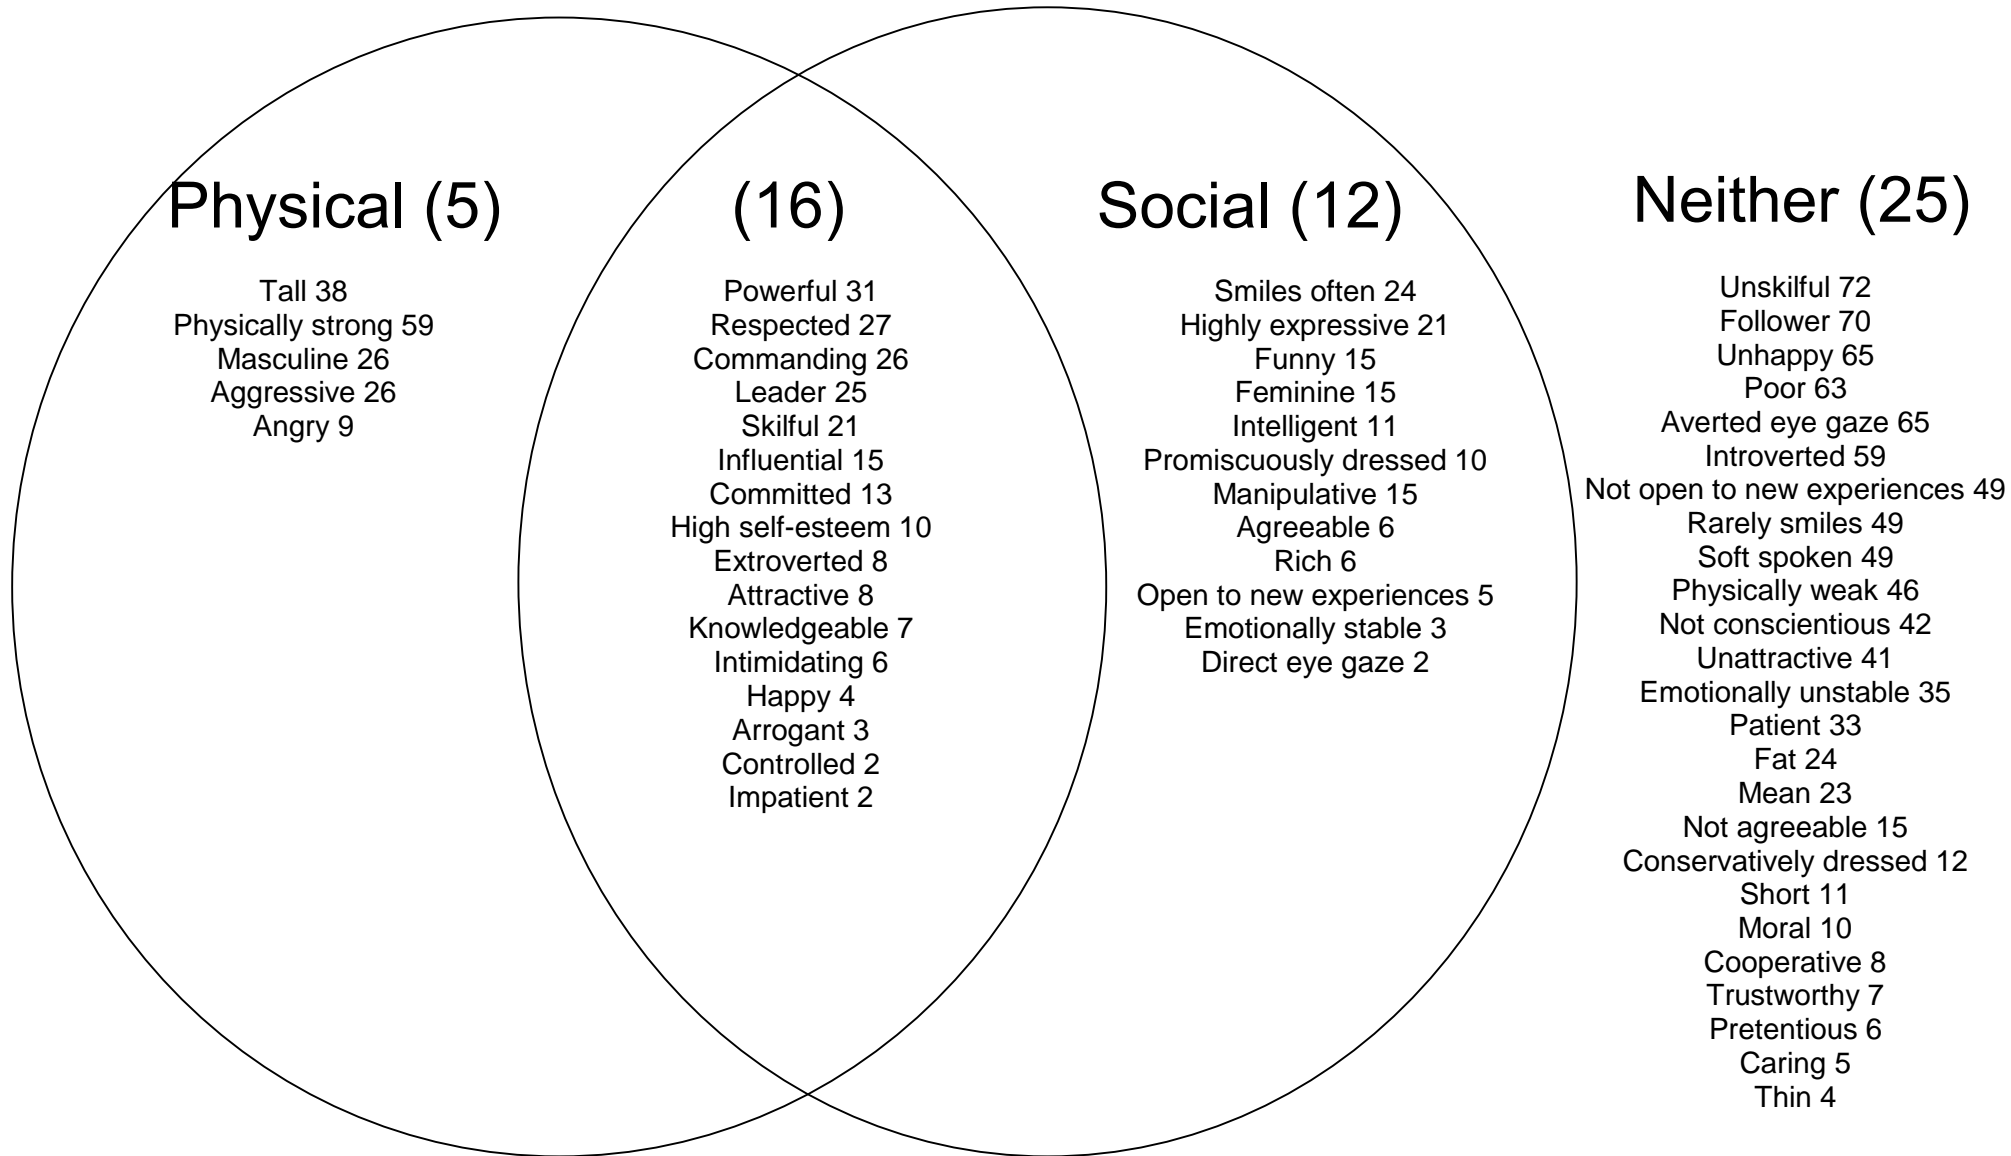 Physical (5)
Tall 38
Physically strong 59
Masculine 26
Aggressive 26
Angry 9
(16)
Powerful 31
Respected 27
Commanding 26
Leader 25
Skilful 21
Influential 15
Committed 13
High self-esteem 10
Extroverted 8
Attractive 8
Knowledgeable 7
Intimidating 6
Happy 4
Arrogant 3
Controlled 2
Impatient 2
Social (12)
Smiles often 24
Highly expressive 21
Funny 15
Feminine 15
Intelligent 11
Promiscuously dressed 10
Manipulative 15
Agreeable 6
Rich 6
Open to new experiences 5
Emotionally stable 3
Direct eye gaze 2
Neither (25)
Unskilful 72
Follower 70
Unhappy 65
Poor 63
Averted eye gaze 65
Introverted 59
Not open to new experiences 49
Rarely smiles 49
Soft spoken 49
Physically weak 46
Not conscientious 42
Unattractive 41
Emotionally unstable 35
Patient 33
Fat 24
Mean 23
Not agreeable 15
Conservatively dressed 12
Short 11
Moral 10
Cooperative 8
Trustworthy 7
Pretentious 6
Caring 5
Thin 4